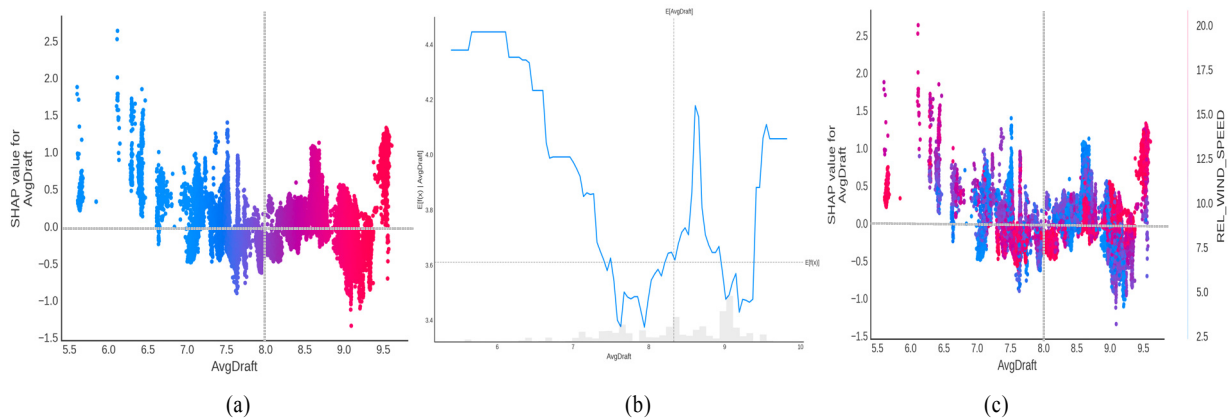 SHAP value for
AvgDraft
2.5
2.0
1.5
1.0
0.5
0.0
−0.5
−1.0
−1.5
5.5 6.0 6.5 7.0 7.5 8.0 8.5 9.0 9.5
AvgDraft
(a)
E[AvgDraft]
E[f(x) | AvgDraft]
4.4
4.2
4.0
3.8
3.6
3.4
E[f(x)]
6 7 8 9 10
AvgDraft
(b)
SHAP value for
AvgDraft
2.5
2.0
1.5
1.0
0.5
0.0
−0.5
−1.0
−1.5
5.5 6.0 6.5 7.0 7.5 8.0 8.5 9.0 9.5
AvgDraft
(c)
20.0
17.5
15.0
12.5
10.0
7.5
5.0
2.5
REL_WIND_SPEED